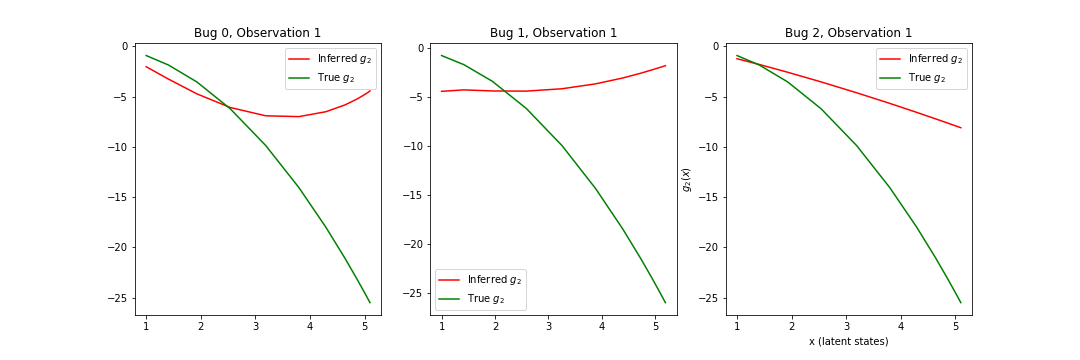 Bug 0, Observation 1
0
−5
−10
−15
−20
−25
1 2 3 4 5
Inferred g₂
True g₂
Bug 1, Observation 1
0
−5
−10
−15
−20
−25
1 2 3 4 5
Inferred g₂
True g₂
Bug 2, Observation 1
g₂(x)
0
−5
−10
−15
−20
−25
1 2 3 4 5
x (latent states)
Inferred g₂
True g₂